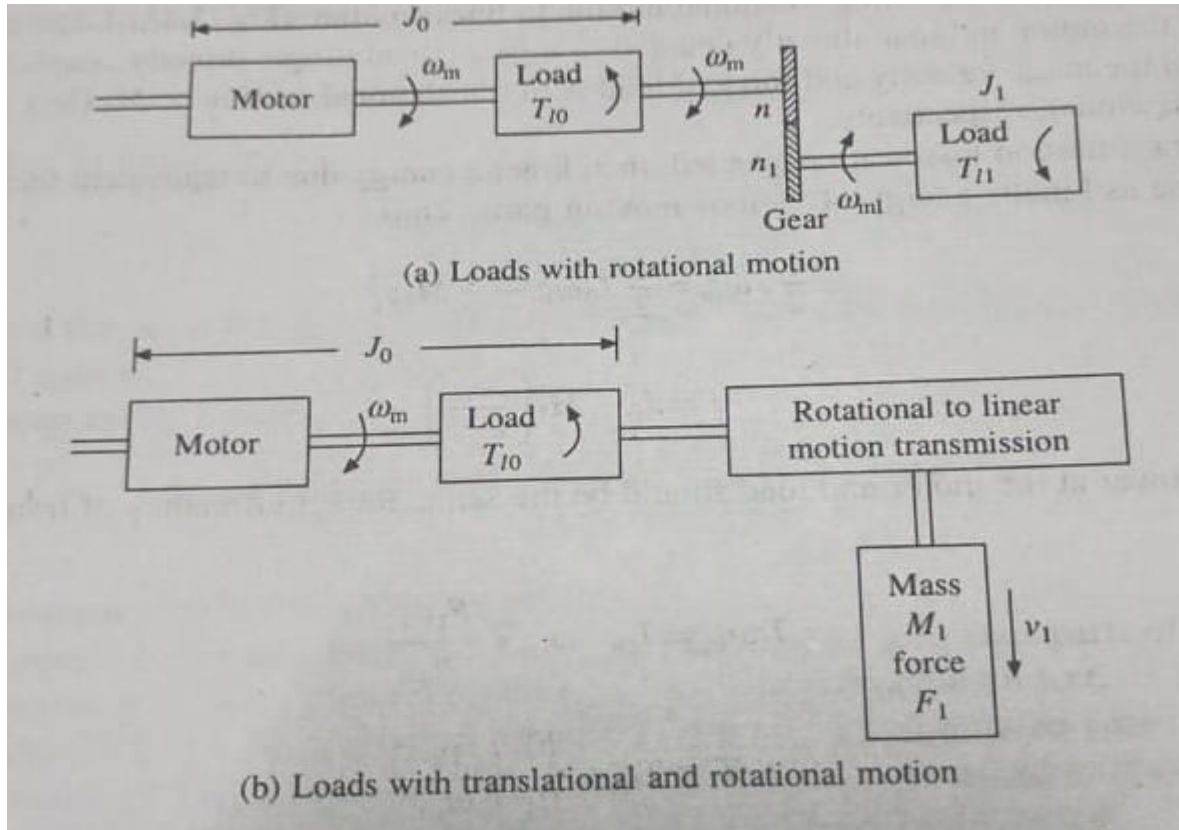 J₀
Motor
ωₘ
Load
Tₗ₀
ωₘ
n
n₁
Gear
ωₘ₁
J₁
Load
Tₗ₁
(a) Loads with rotational motion
J₀
Motor
ωₘ
Load
Tₗ₀
Rotational to linear
motion transmission
Mass
M₁
force
F₁
v₁
(b) Loads with translational and rotational motion